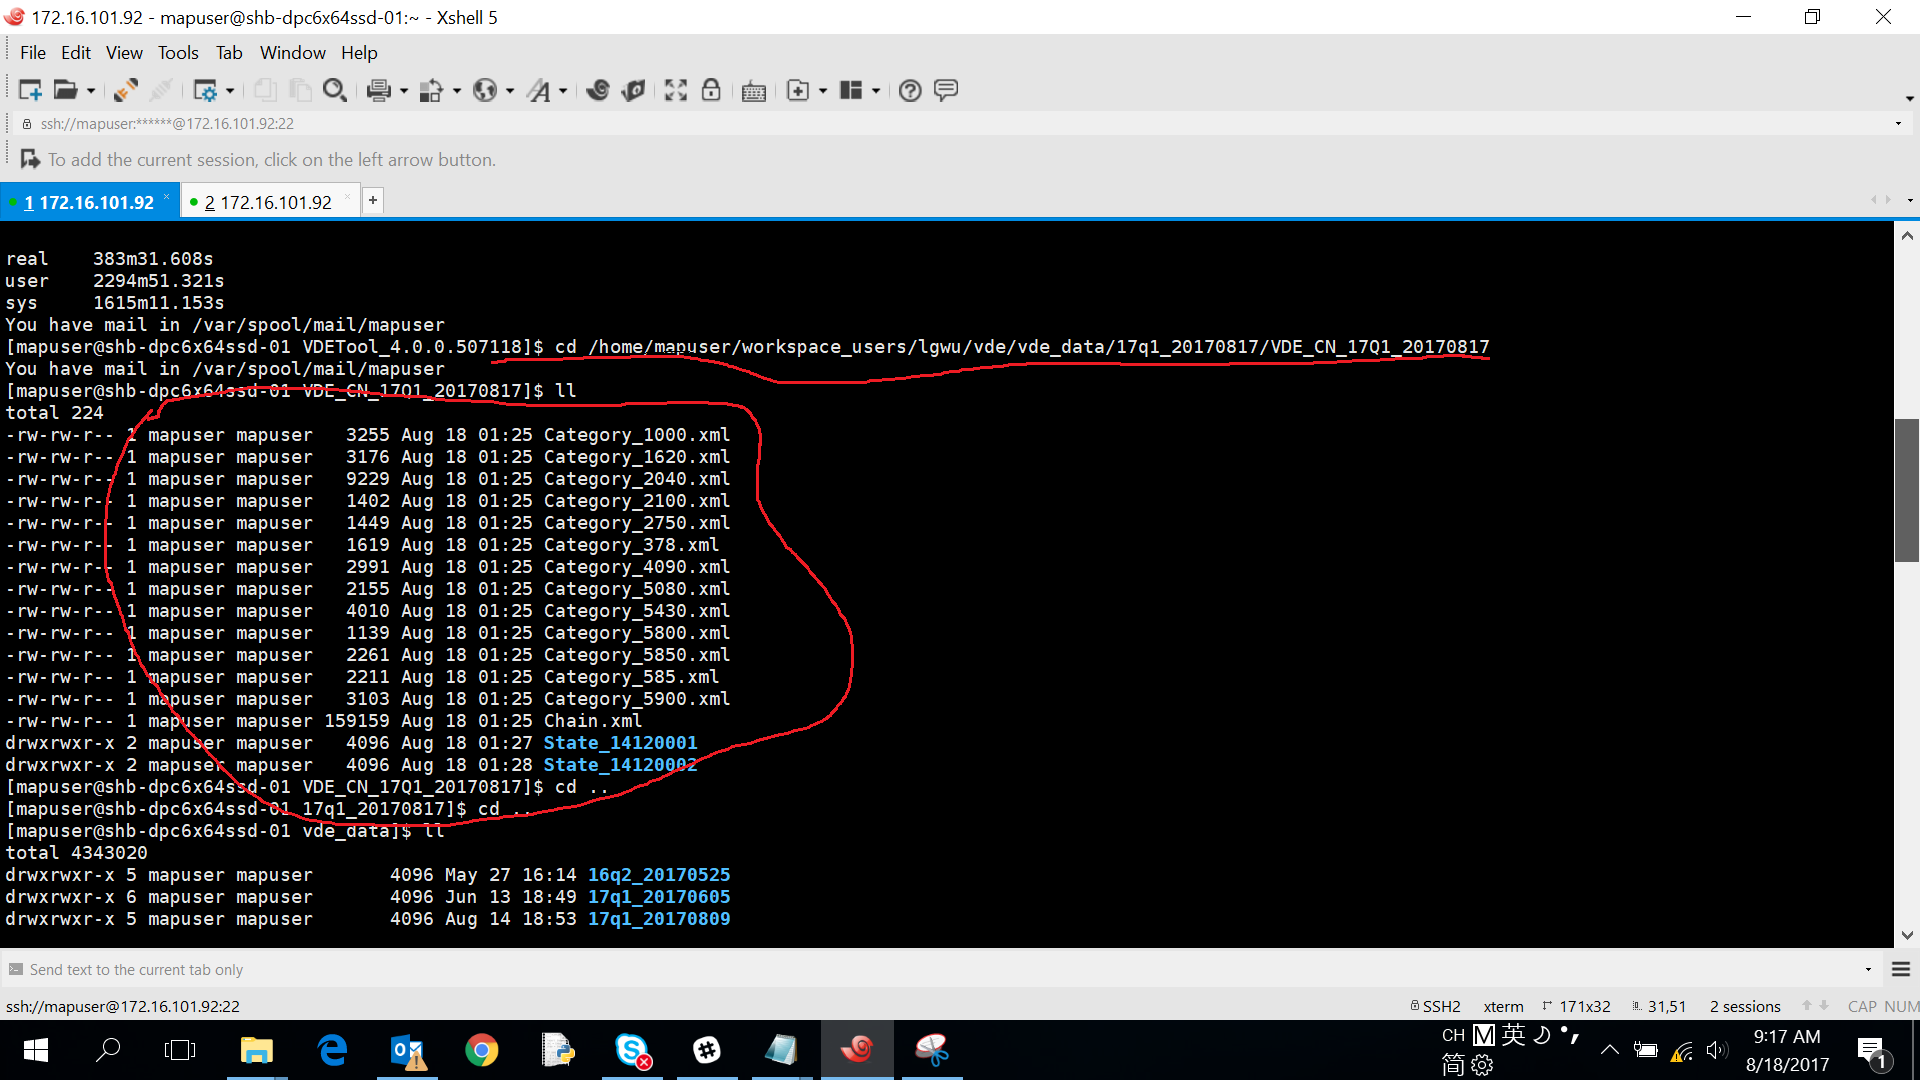 172.16.101.92 - mapuser@shb-dpc6x64ssd-01:~ - Xshell 5
File Edit View Tools Tab Window Help
ssh://mapuser:******@172.16.101.92:22
To add the current session, click on the left arrow button.
1 172.16.101.92 × 2 172.16.101.92 × +
real    383m31.608s
user    2294m51.321s
sys     1615m11.153s
You have mail in /var/spool/mail/mapuser
[mapuser@shb-dpc6x64ssd-01 VDETool_4.0.0.507118]$ cd /home/mapuser/workspace_users/lgwu/vde/vde_data/17q1_20170817/VDE_CN_17Q1_20170817
You have mail in /var/spool/mail/mapuser
[mapuser@shb-dpc6x64ssd-01 VDE_CN_17Q1_20170817]$ ll
total 224
-rw-rw-r-- 1 mapuser mapuser   3255 Aug 18 01:25 Category_1000.xml
-rw-rw-r-- 1 mapuser mapuser   3176 Aug 18 01:25 Category_1620.xml
-rw-rw-r-- 1 mapuser mapuser   9229 Aug 18 01:25 Category_2040.xml
-rw-rw-r-- 1 mapuser mapuser   1402 Aug 18 01:25 Category_2100.xml
-rw-rw-r-- 1 mapuser mapuser   1449 Aug 18 01:25 Category_2750.xml
-rw-rw-r-- 1 mapuser mapuser   1619 Aug 18 01:25 Category_378.xml
-rw-rw-r-- 1 mapuser mapuser   2991 Aug 18 01:25 Category_4090.xml
-rw-rw-r-- 1 mapuser mapuser   2155 Aug 18 01:25 Category_5080.xml
-rw-rw-r-- 1 mapuser mapuser   4010 Aug 18 01:25 Category_5430.xml
-rw-rw-r-- 1 mapuser mapuser   1139 Aug 18 01:25 Category_5800.xml
-rw-rw-r-- 1 mapuser mapuser   2261 Aug 18 01:25 Category_5850.xml
-rw-rw-r-- 1 mapuser mapuser   2211 Aug 18 01:25 Category_585.xml
-rw-rw-r-- 1 mapuser mapuser   3103 Aug 18 01:25 Category_5900.xml
-rw-rw-r-- 1 mapuser mapuser 159159 Aug 18 01:25 Chain.xml
drwxrwxr-x 2 mapuser mapuser   4096 Aug 18 01:27 State_14120001
drwxrwxr-x 2 mapuser mapuser   4096 Aug 18 01:28 State_14120002
[mapuser@shb-dpc6x64ssd-01 VDE_CN_17Q1_20170817]$ cd ..
[mapuser@shb-dpc6x64ssd-01 17q1_20170817]$ cd ..
[mapuser@shb-dpc6x64ssd-01 vde_data]$ ll
total 4343020
drwxrwxr-x 5 mapuser mapuser       4096 May 27 16:14 16q2_20170525
drwxrwxr-x 6 mapuser mapuser       4096 Jun 13 18:49 17q1_20170605
drwxrwxr-x 5 mapuser mapuser       4096 Aug 14 18:53 17q1_20170809
Send text to the current tab only
ssh://mapuser@172.16.101.92:22 SSH2 xterm 171x32 31,51 2 sessions CAP NUM
CH M 英
简
9:17 AM
8/18/2017
1